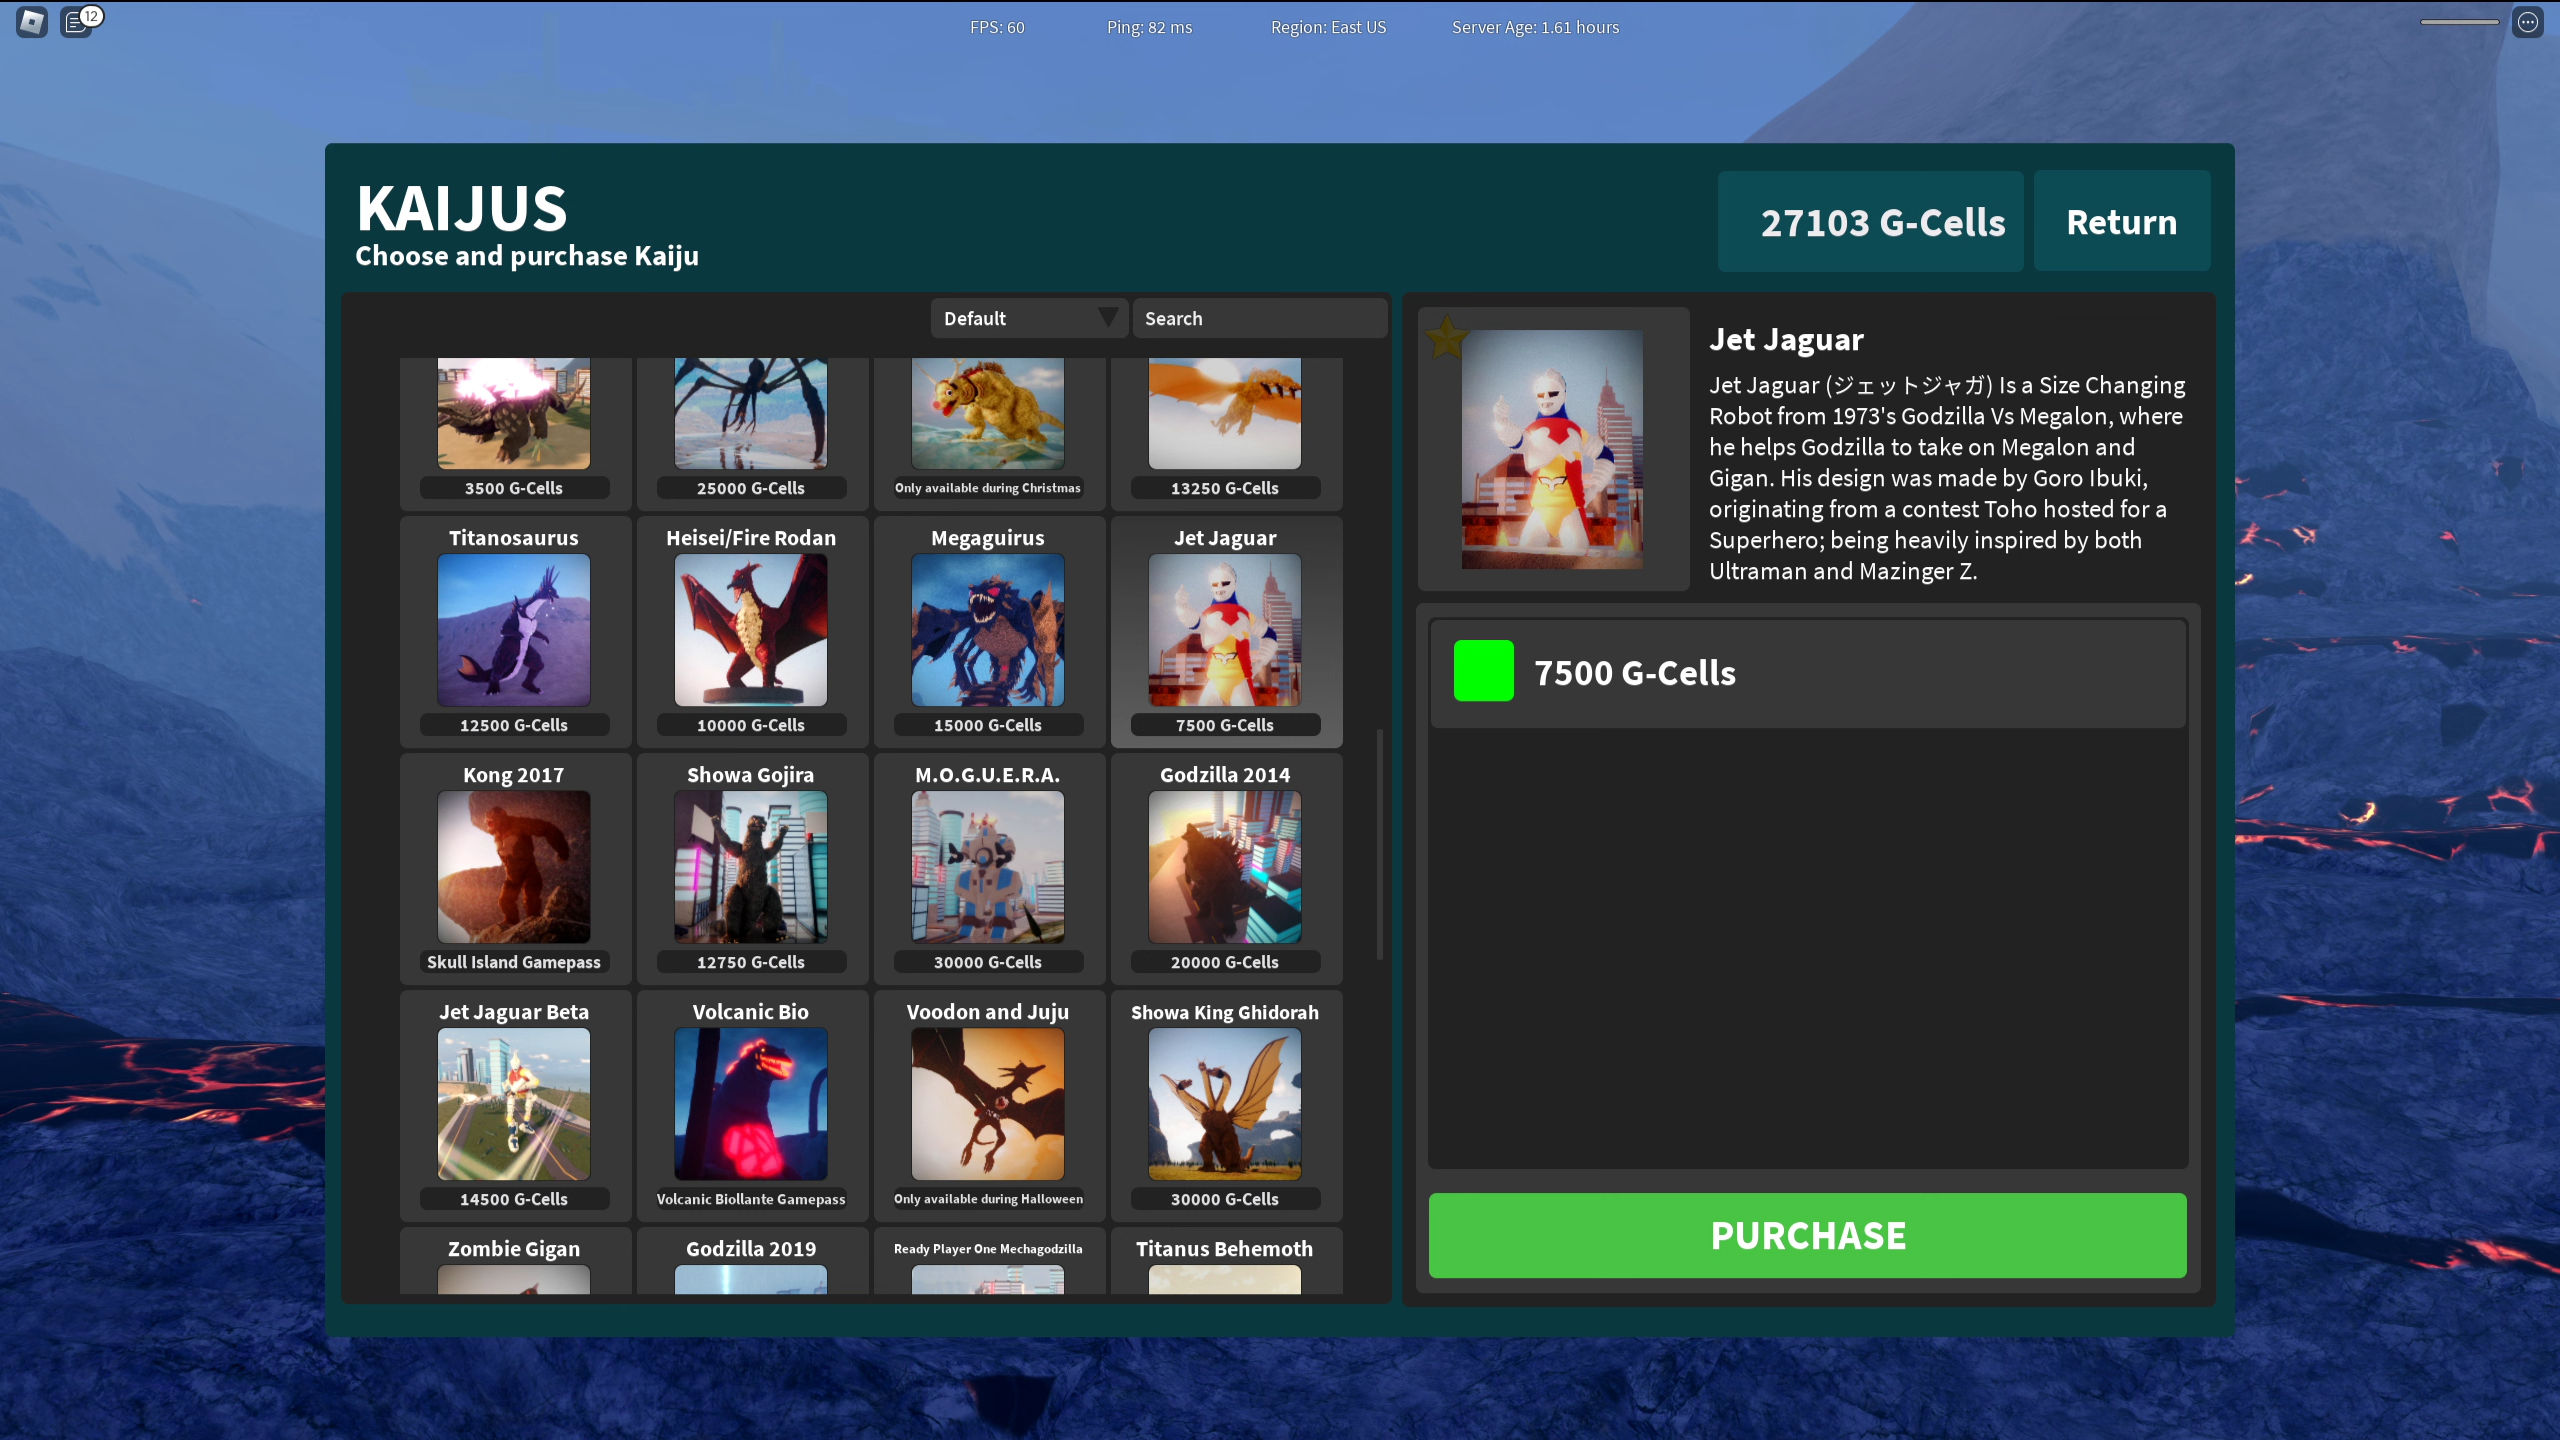 12
FPS: 60
Ping: 82 ms
Region: East US
Server Age: 1.61 hours
KAIJUS
Choose and purchase Kaiju
27103 G-Cells
Return
Default
Search
3500 G-Cells
25000 G-Cells
Only available during Christmas
13250 G-Cells
Titanosaurus
Heisei/Fire Rodan
Megaguirus
Jet Jaguar
12500 G-Cells
10000 G-Cells
15000 G-Cells
7500 G-Cells
Kong 2017
Showa Gojira
M.O.G.U.E.R.A.
Godzilla 2014
Skull Island Gamepass
12750 G-Cells
30000 G-Cells
20000 G-Cells
Jet Jaguar Beta
Volcanic Bio
Voodon and Juju
Showa King Ghidorah
14500 G-Cells
Volcanic Biollante Gamepass
Only available during Halloween
30000 G-Cells
Zombie Gigan
Godzilla 2019
Ready Player One Mechagodzilla
Titanus Behemoth
Jet Jaguar
Jet Jaguar (ジェットジャガ) Is a Size Changing
Robot from 1973's Godzilla Vs Megalon, where
he helps Godzilla to take on Megalon and
Gigan. His design was made by Goro Ibuki,
originating from a contest Toho hosted for a
Superhero; being heavily inspired by both
Ultraman and Mazinger Z.
7500 G-Cells
PURCHASE